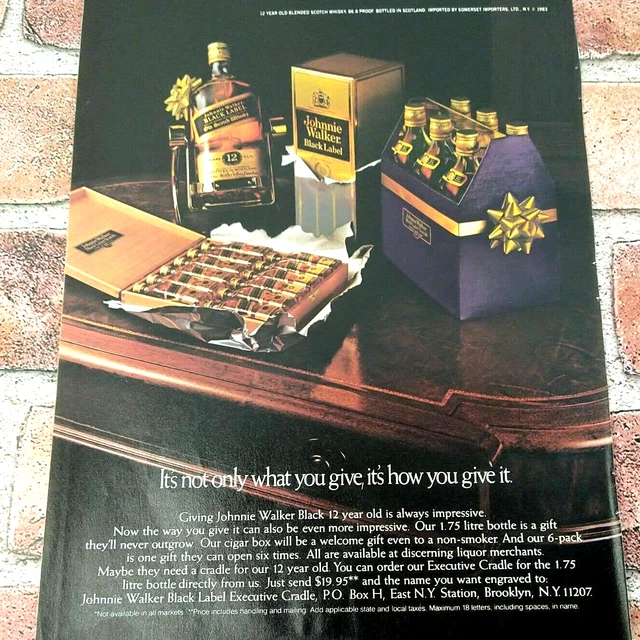 12 YEAR OLD BLENDED SCOTCH WHISKY, 86.8 PROOF. BOTTLED IN SCOTLAND. IMPORTED BY SOMERSET IMPORTERS, LTD., N.Y. © 1983
Johnnie Walker
BLACK LABEL
Old Scotch Whisky
12
Johnnie
Walker
Black Label
It's not only what you give, it's how you give it.
Giving Johnnie Walker Black 12 year old is always impressive.
Now the way you give it can also be even more impressive. Our 1.75 litre bottle is a gift
they'll never outgrow. Our cigar box will be a welcome gift even to a non-smoker. And our 6-pack
is one gift they can open six times. All are available at discerning liquor merchants.
Maybe they need a cradle for our 12 year old. You can order our Executive Cradle for the 1.75
litre bottle directly from us. Just send $19.95** and the name you want engraved to:
Johnnie Walker Black Label Executive Cradle, P.O. Box H, East N.Y. Station, Brooklyn, N.Y. 11207.
*Not available in all markets. **Price includes handling and mailing. Add applicable state and local taxes. Maximum 18 letters, including spaces, in name.